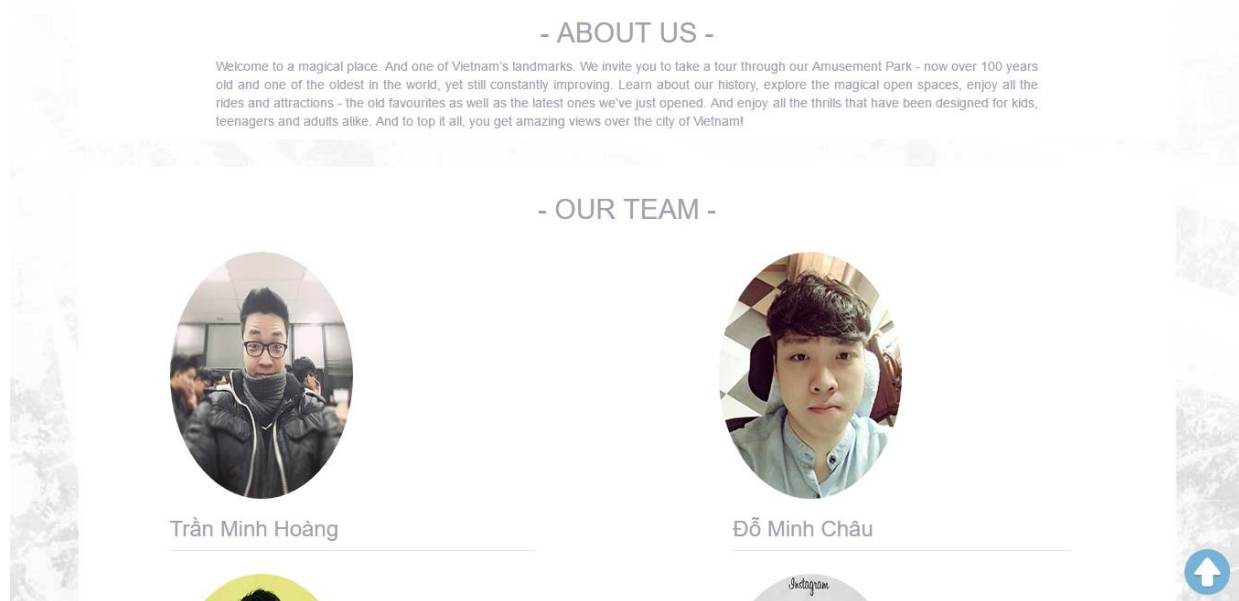 - ABOUT US -
Welcome to a magical place. And one of Vietnam's landmarks. We invite you to take a tour through our Amusement Park - now over 100 years
old and one of the oldest in the world, yet still constantly improving. Learn about our history, explore the magical open spaces, enjoy all the
rides and attractions - the old favourites as well as the latest ones we've just opened. And enjoy all the thrills that have been designed for kids,
teenagers and adults alike. And to top it all, you get amazing views over the city of Vietnam!
- OUR TEAM -
Trần Minh Hoàng
Đỗ Minh Châu
Instagram